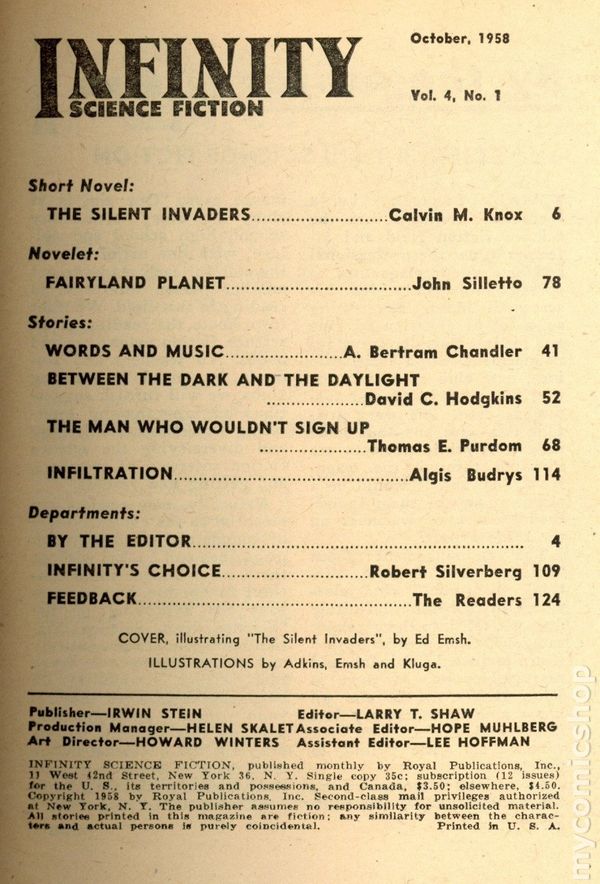 INFINITY
SCIENCE FICTION
October, 1958
Vol. 4, No. 1
Short Novel:
THE SILENT INVADERS..........................Calvin M. Knox 6
Novelet:
FAIRYLAND PLANET...................................John Silletto 78
Stories:
WORDS AND MUSIC......................A. Bertram Chandler 41
BETWEEN THE DARK AND THE DAYLIGHT
..................David C. Hodgkins 52
THE MAN WHO WOULDN'T SIGN UP
....................Thomas E. Purdom 68
INFILTRATION............................................Algis Budrys 114
Departments:
BY THE EDITOR.............................................................. 4
INFINITY'S CHOICE...........................Robert Silverberg 109
FEEDBACK...................................................The Readers 124
COVER, illustrating "The Silent Invaders", by Ed Emsh.
ILLUSTRATIONS by Adkins, Emsh and Kluga.
Publisher—IRWIN STEIN Editor—LARRY T. SHAW
Production Manager—HELEN SKALET Associate Editor—HOPE MUHLBERG
Art Director—HOWARD WINTERS Assistant Editor—LEE HOFFMAN
INFINITY SCIENCE FICTION, published monthly by Royal Publications, Inc.,
11 West 42nd Street, New York 36, N. Y. Single copy 35c; subscription (12 issues)
for the U. S., its territories and possessions, and Canada, $3.50; elsewhere, $4.50.
Copyright 1958 by Royal Publications, Inc. Second-class mail privileges authorized
at New York, N. Y. The publisher assumes no responsibility for unsolicited material.
All stories printed in this magazine are fiction; any similarity between the charac-
ters and actual persons is purely coincidental. Printed in U. S. A.
mycomicshop